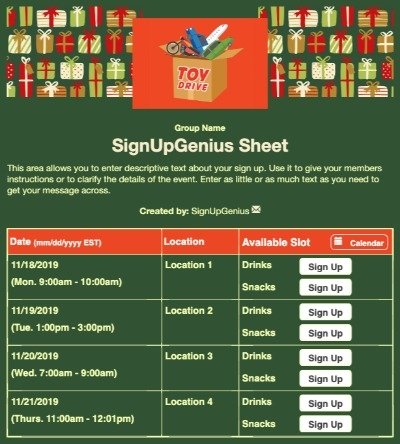 TOY
DRIVE
Group Name
SignUpGenius Sheet
This area allows you to enter descriptive text about your sign up. Use it to give your members
instructions or to clarify the details of the event. Enter as little or as much text as you need to
get your message across.
Created by: SignUpGenius
Date (mm/dd/yyyy EST) Location Available Slot Calendar
11/18/2019 Location 1 Drinks Sign Up
(Mon. 9:00am - 10:00am) Snacks Sign Up
11/19/2019 Location 2 Drinks Sign Up
(Tue. 1:00pm - 3:00pm) Snacks Sign Up
11/20/2019 Location 3 Drinks Sign Up
(Wed. 7:00am - 9:00am) Snacks Sign Up
11/21/2019 Location 4 Drinks Sign Up
(Thurs. 11:00am - 12:01pm) Snacks Sign Up